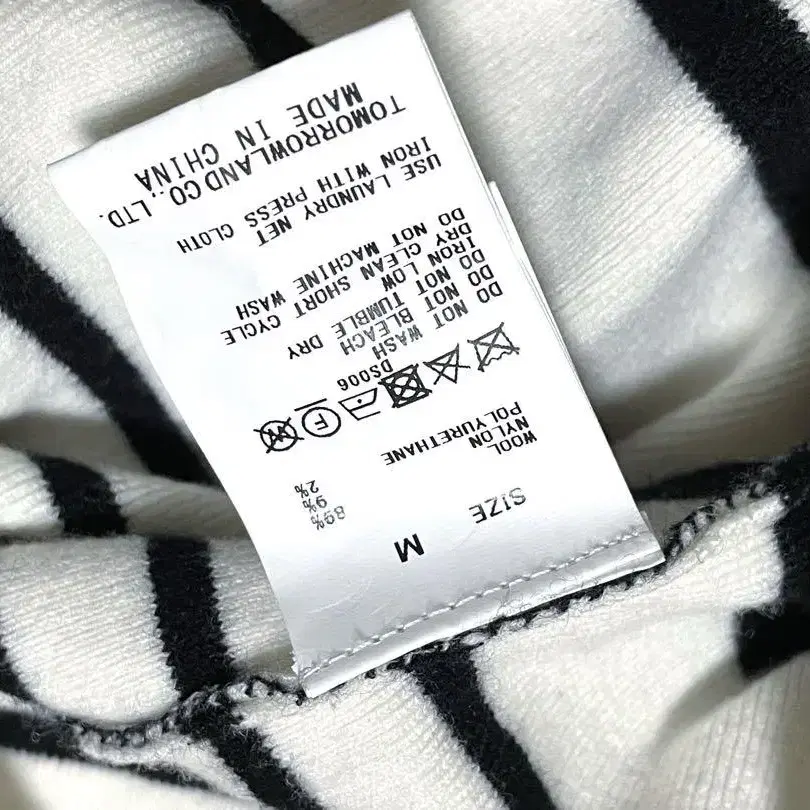 SIZE M
WOOL 89%
NYLON 9%
POLYURETHANE 2%
F W
DS006
DO NOT WASH
DO NOT BLEACH
DO NOT TUMBLE DRY
IRON LOW
DRY CLEAN SHORT CYCLE
DO NOT MACHINE WASH
USE LAUNDRY NET
IRON WITH PRESS CLOTH
TOMORROWLAND CO., LTD.
MADE IN CHINA